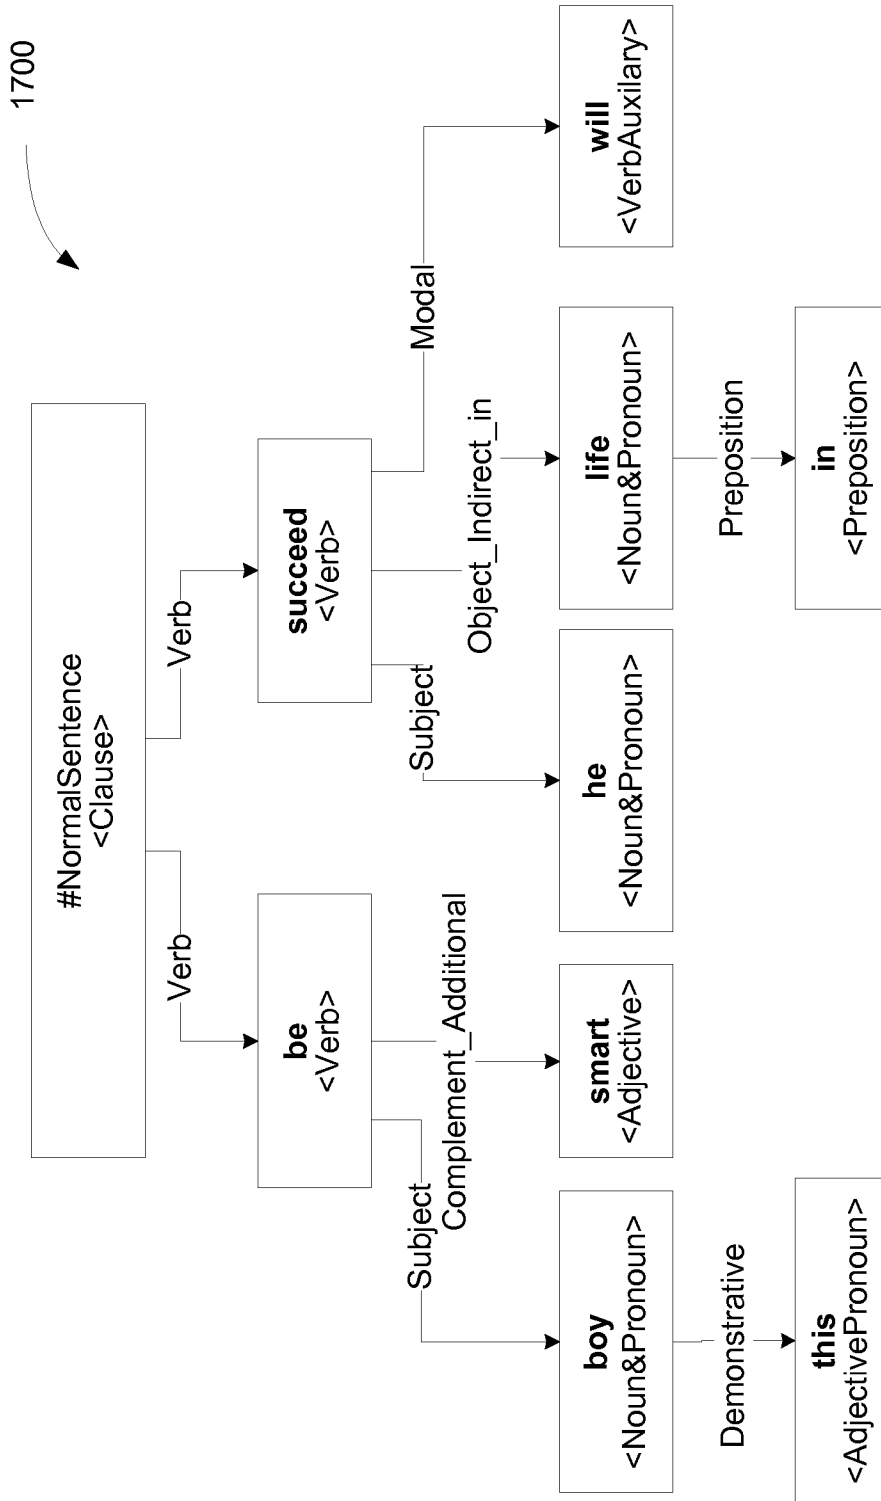 1700
#NormalSentence
<Clause>
Verb
Verb
be
<Verb>
succeed
<Verb>
Subject
Complement_Additional
Subject
Object_Indirect_in
Modal
boy
<Noun&Pronoun>
smart
<Adjective>
he
<Noun&Pronoun>
life
<Noun&Pronoun>
will
<VerbAuxilary>
Demonstrative
Preposition
this
<AdjectivePronoun>
in
<Preposition>